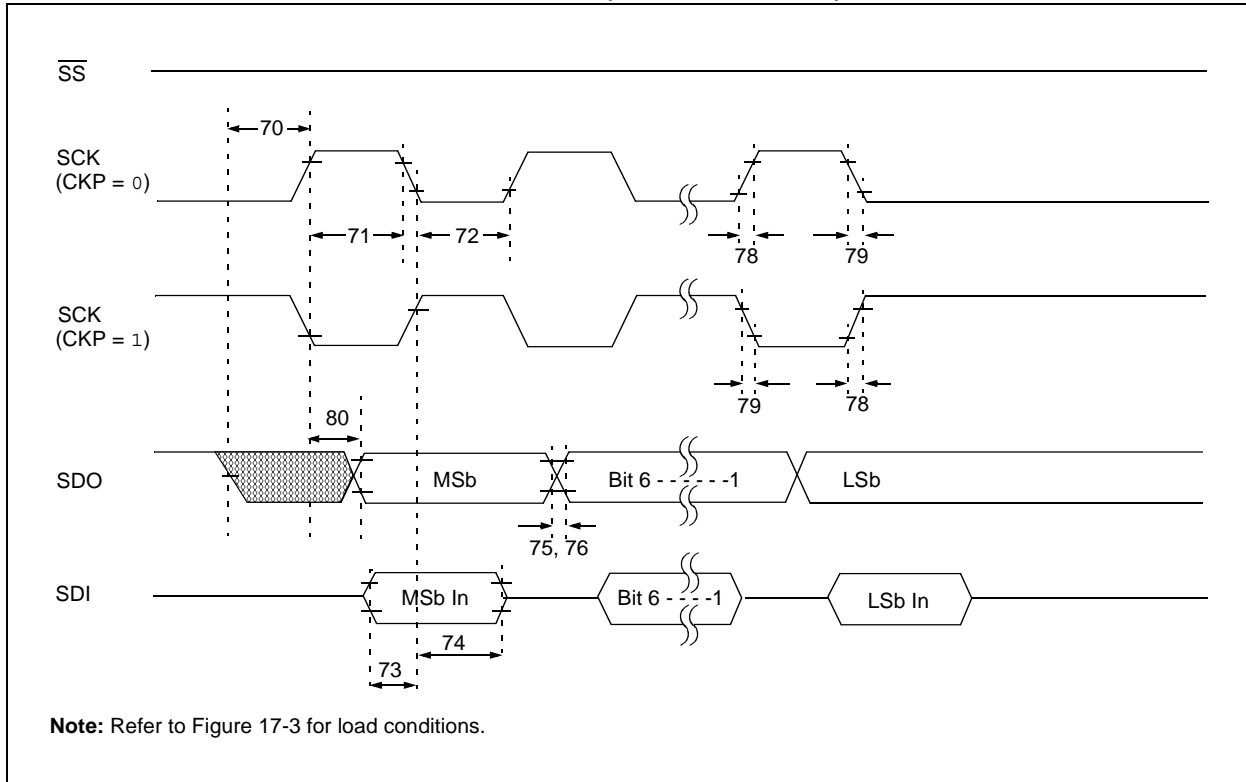 SS
70
SCK
(CKP = 0)
71
72
78
79
SCK
(CKP = 1)
79
78
80
SDO
MSb
Bit 6 - - - - - -1
LSb
75, 76
SDI
MSb In
Bit 6 - - - - -1
LSb In
74
73
Note: Refer to Figure 17-3 for load conditions.